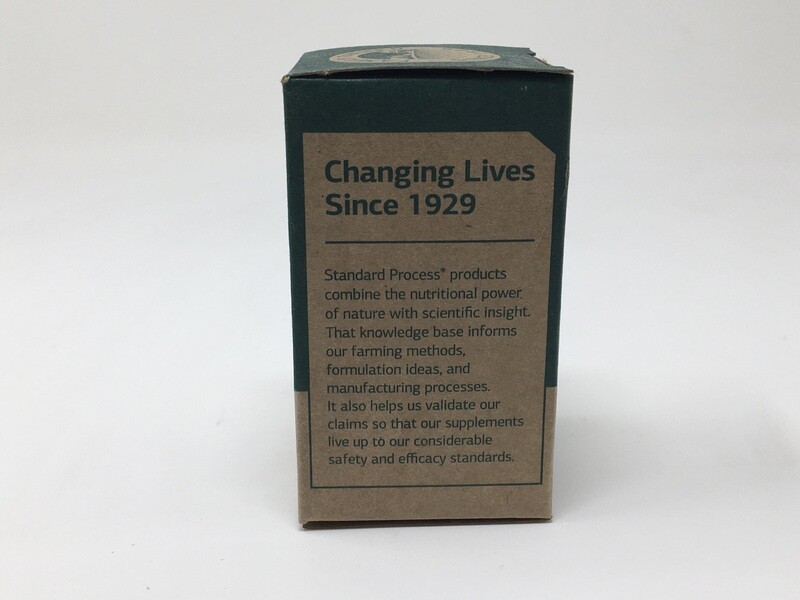 Changing Lives
Since 1929
Standard Process® products
combine the nutritional power
of nature with scientific insight.
That knowledge base informs
our farming methods,
formulation ideas, and
manufacturing processes.
It also helps us validate our
claims so that our supplements
live up to our considerable
safety and efficacy standards.